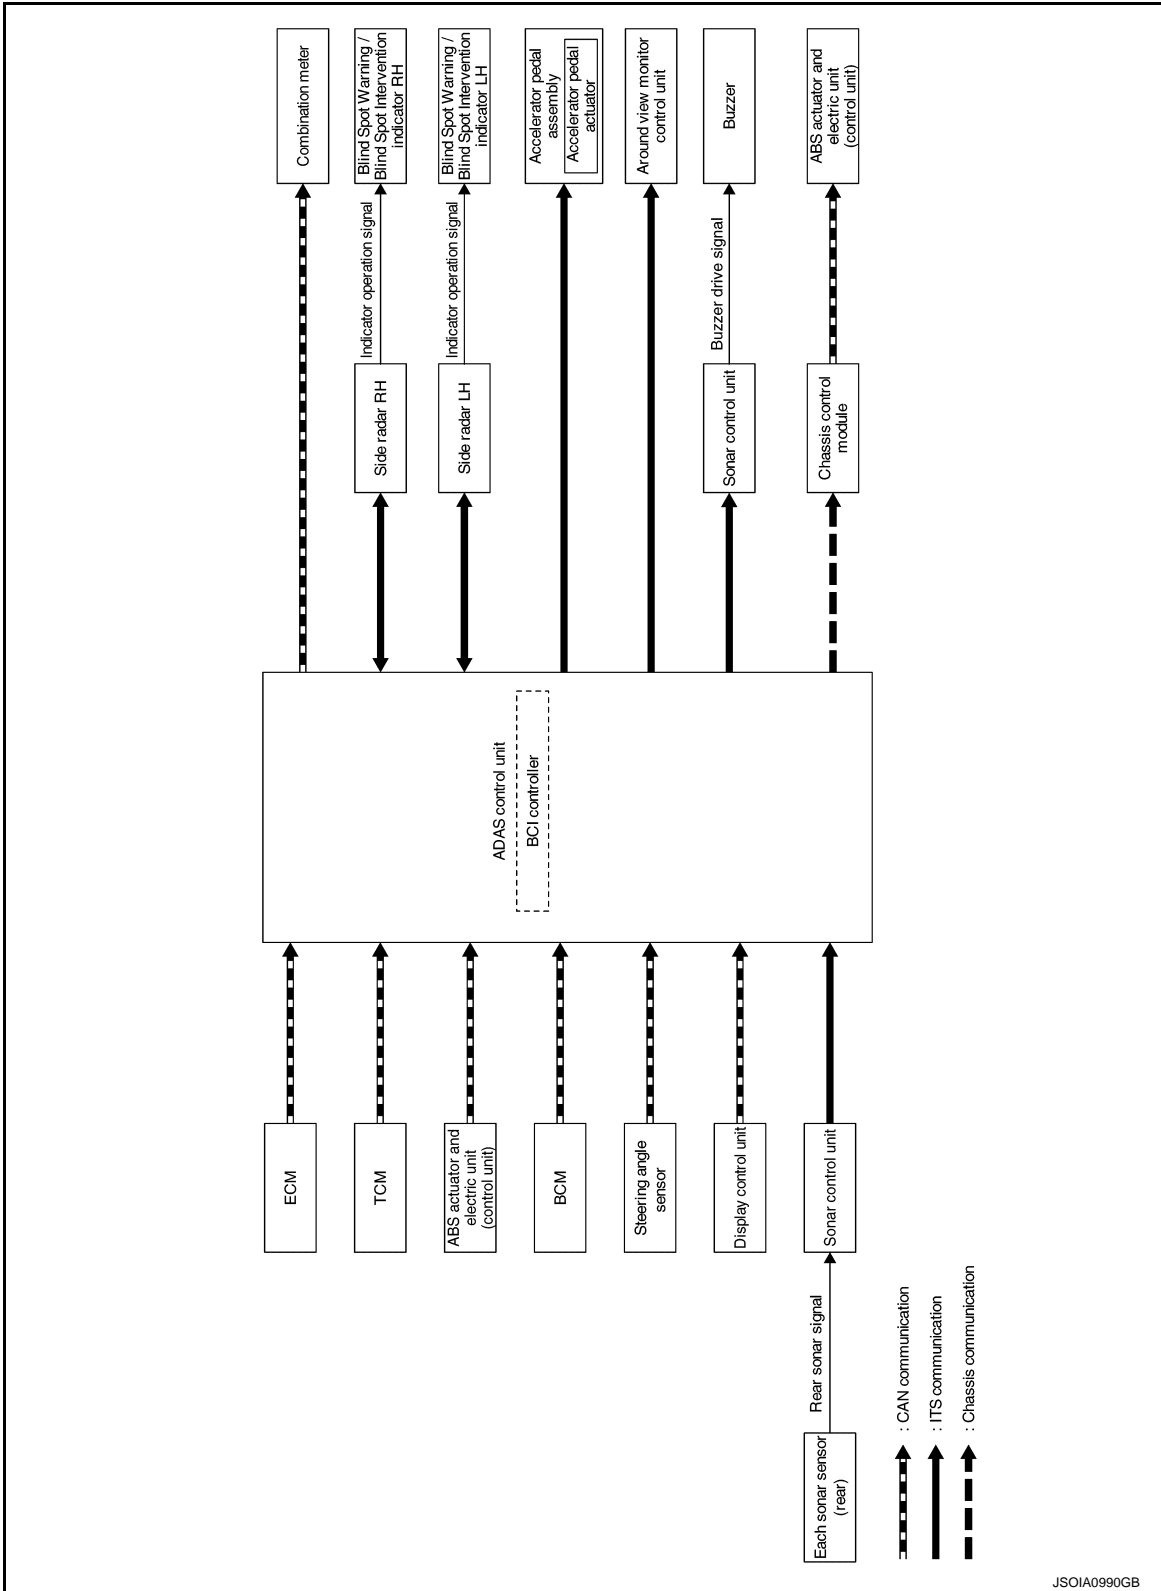 Combination meter
Blind Spot Warning /
Blind Spot Intervention
indicator RH
Blind Spot Warning /
Blind Spot Intervention
indicator LH
Accelerator pedal
assembly
Accelerator pedal
actuator
Around view monitor
control unit
Buzzer
ABS actuator and
electric unit
(control unit)
Indicator operation signal
Indicator operation signal
Buzzer drive signal
Side radar RH
Side radar LH
Sonar control unit
Chassis control
module
ADAS control unit
BCI controller
ECM
TCM
ABS actuator and
electric unit
(control unit)
BCM
Steering angle
sensor
Display control unit
Sonar control unit
Rear sonar signal
Each sonar sensor
(rear)
: CAN communication
: ITS communication
: Chassis communication
JSOIA0990GB